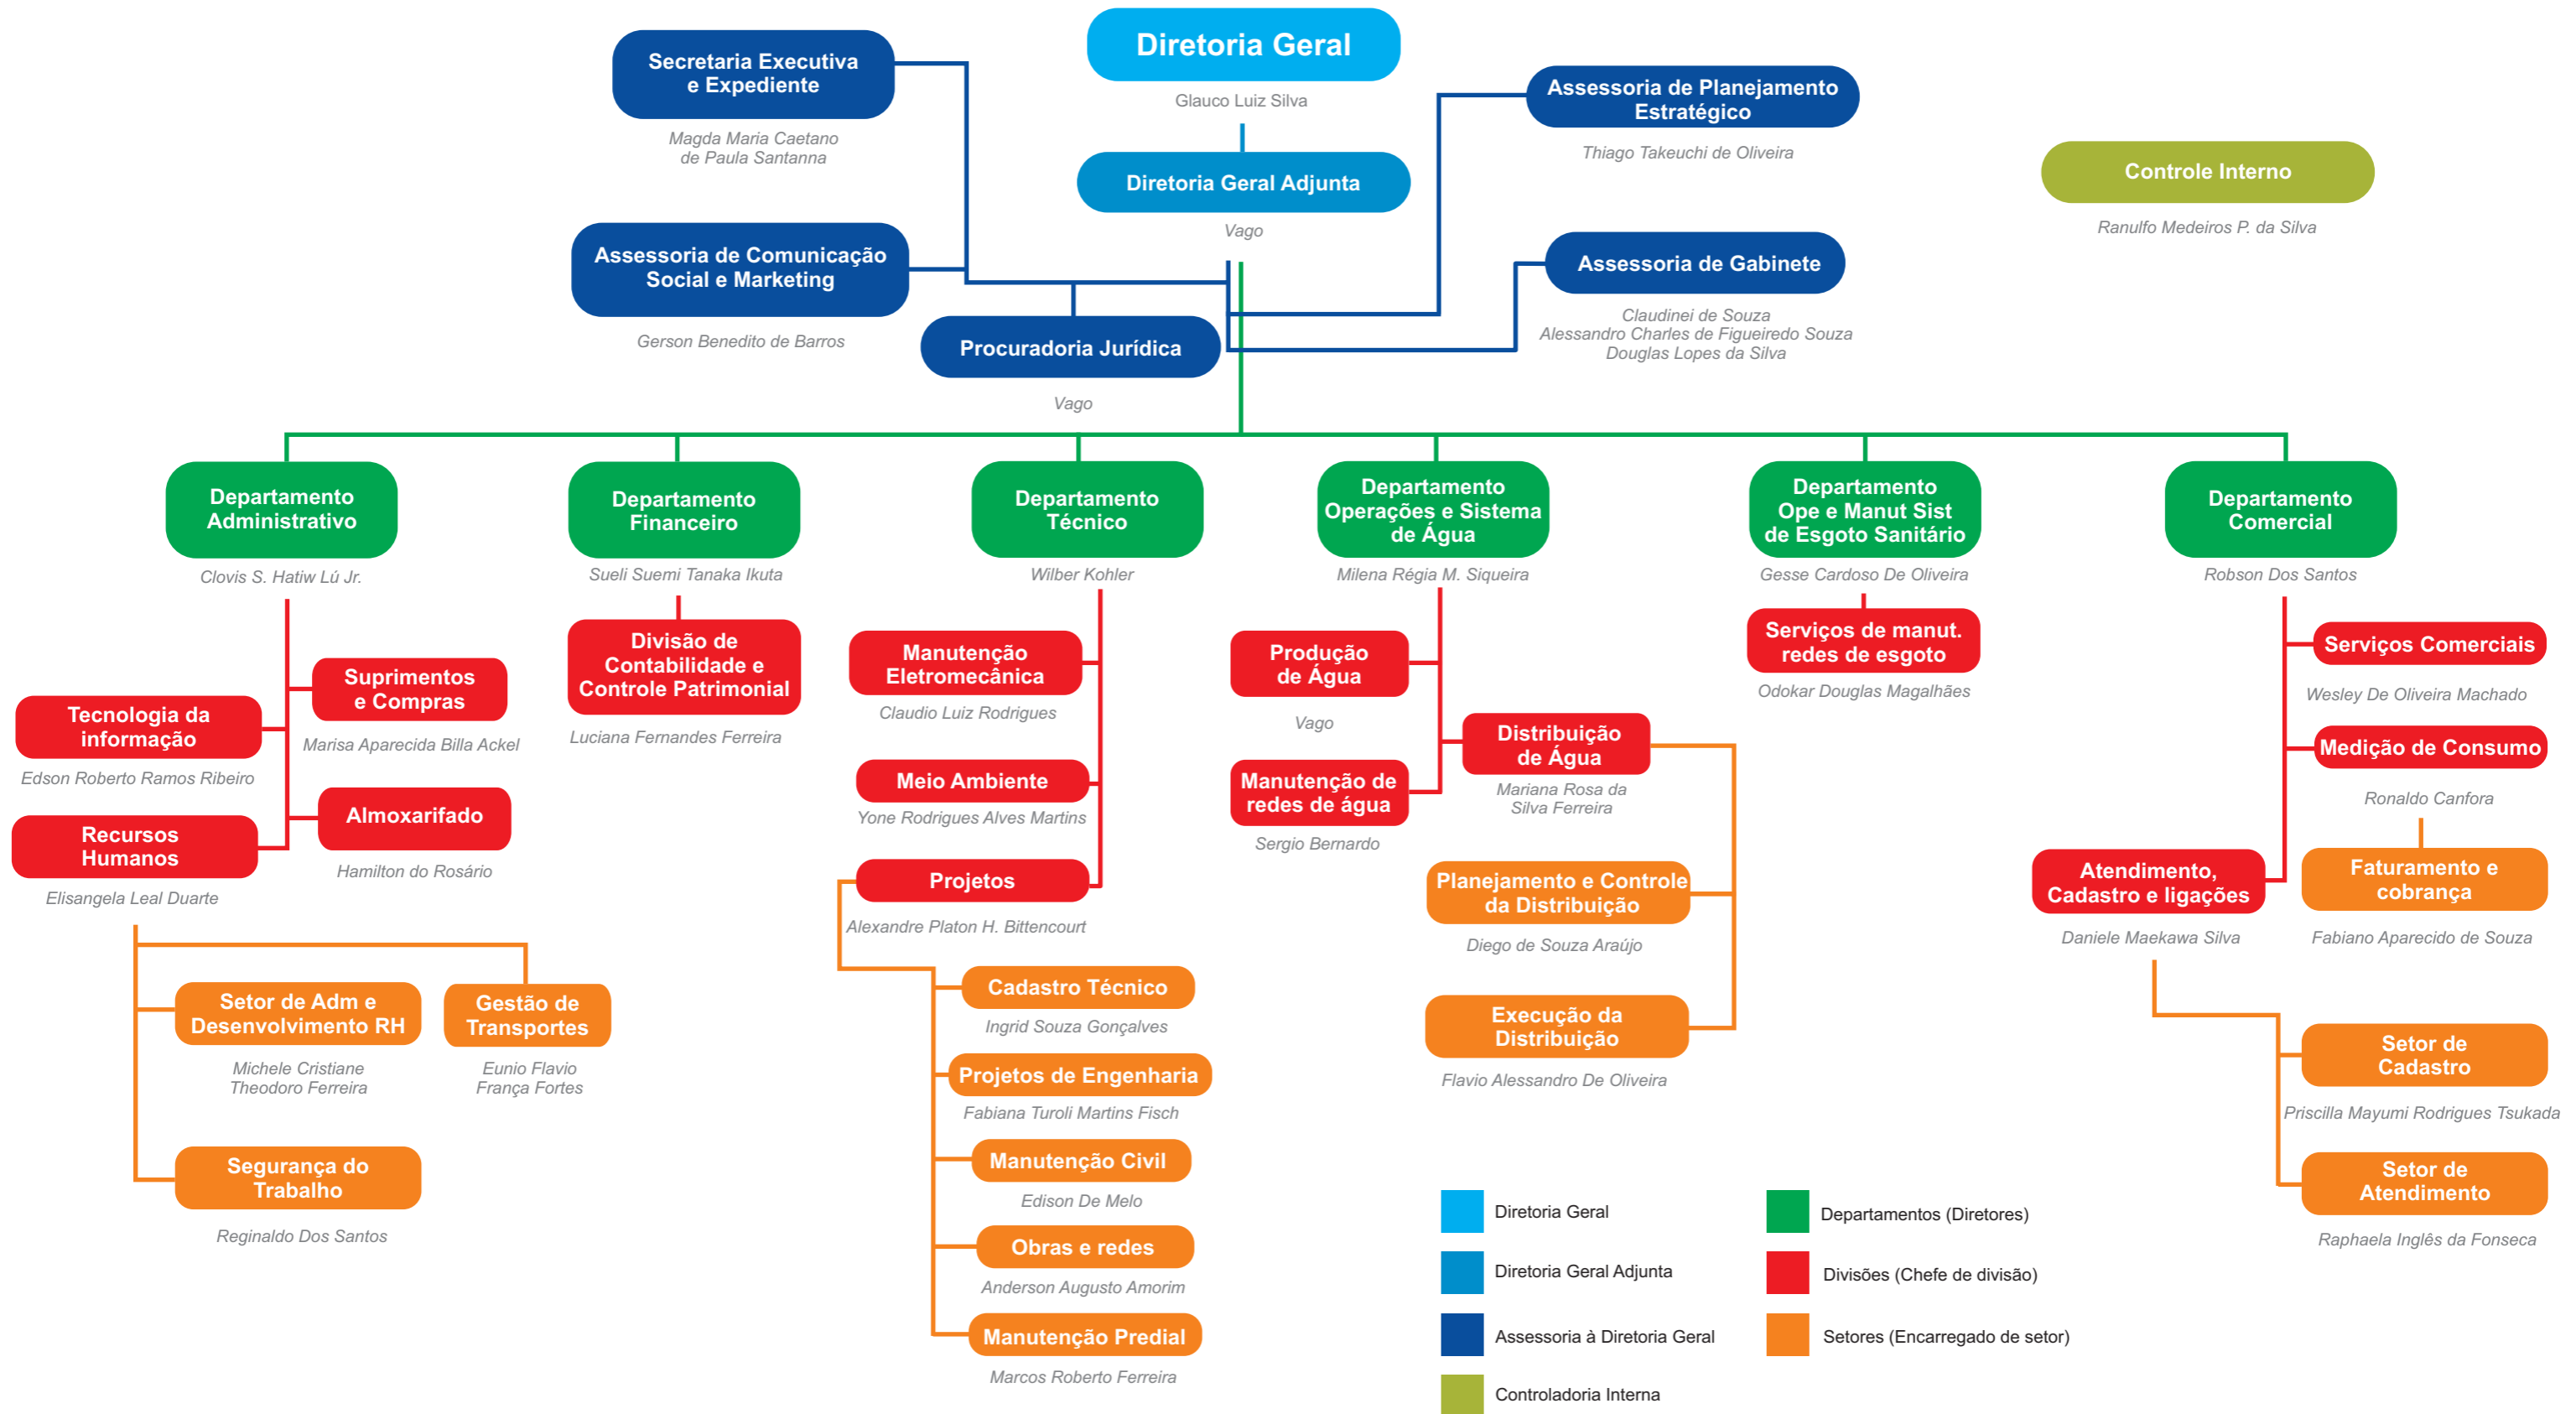 Diretoria Geral
Glauco Luiz Silva
Secretaria Executiva
e Expediente
Magda Maria Caetano
de Paula Santanna
Diretoria Geral Adjunta
Vago
Assessoria de Planejamento
Estratégico
Thiago Takeuchi de Oliveira
Controle Interno
Ranulfo Medeiros P. da Silva
Assessoria de Comunicação
Social e Marketing
Gerson Benedito de Barros
Assessoria de Gabinete
Claudinei de Souza
Alessandro Charles de Figueiredo Souza
Douglas Lopes da Silva
Procuradoria Jurídica
Vago
Departamento
Administrativo
Clovis S. Hatiw Lú Jr.
Departamento
Financeiro
Sueli Suemi Tanaka Ikuta
Departamento
Técnico
Wilber Kohler
Departamento
Operações e Sistema
de Água
Milena Régia M. Siqueira
Departamento
Ope e Manut Sist
de Esgoto Sanitário
Gesse Cardoso De Oliveira
Departamento
Comercial
Robson Dos Santos
Suprimentos
e Compras
Marisa Aparecida Billa Ackel
Tecnologia da
informação
Edson Roberto Ramos Ribeiro
Almoxarifado
Hamilton do Rosário
Recursos
Humanos
Elisangela Leal Duarte
Setor de Adm e
Desenvolvimento RH
Michele Cristiane
Theodoro Ferreira
Gestão de
Transportes
Eunio Flavio
França Fortes
Segurança do
Trabalho
Reginaldo Dos Santos
Divisão de
Contabilidade e
Controle Patrimonial
Luciana Fernandes Ferreira
Manutenção
Eletromecânica
Claudio Luiz Rodrigues
Meio Ambiente
Yone Rodrigues Alves Martins
Projetos
Alexandre Platon H. Bittencourt
Cadastro Técnico
Ingrid Souza Gonçalves
Projetos de Engenharia
Fabiana Turoli Martins Fisch
Manutenção Civil
Edison De Melo
Obras e redes
Anderson Augusto Amorim
Manutenção Predial
Marcos Roberto Ferreira
Produção
de Água
Vago
Distribuição
de Água
Mariana Rosa da
Silva Ferreira
Manutenção de
redes de água
Sergio Bernardo
Planejamento e Controle
da Distribuição
Diego de Souza Araújo
Execução da
Distribuição
Flavio Alessandro De Oliveira
Serviços de manut.
redes de esgoto
Odokar Douglas Magalhães
Serviços Comerciais
Wesley De Oliveira Machado
Medição de Consumo
Ronaldo Canfora
Atendimento,
Cadastro e ligações
Daniele Maekawa Silva
Faturamento e
cobrança
Fabiano Aparecido de Souza
Setor de
Cadastro
Priscilla Mayumi Rodrigues Tsukada
Setor de
Atendimento
Raphaela Inglês da Fonseca
Diretoria Geral
Diretoria Geral Adjunta
Assessoria à Diretoria Geral
Controladoria Interna
Departamentos (Diretores)
Divisões (Chefe de divisão)
Setores (Encarregado de setor)